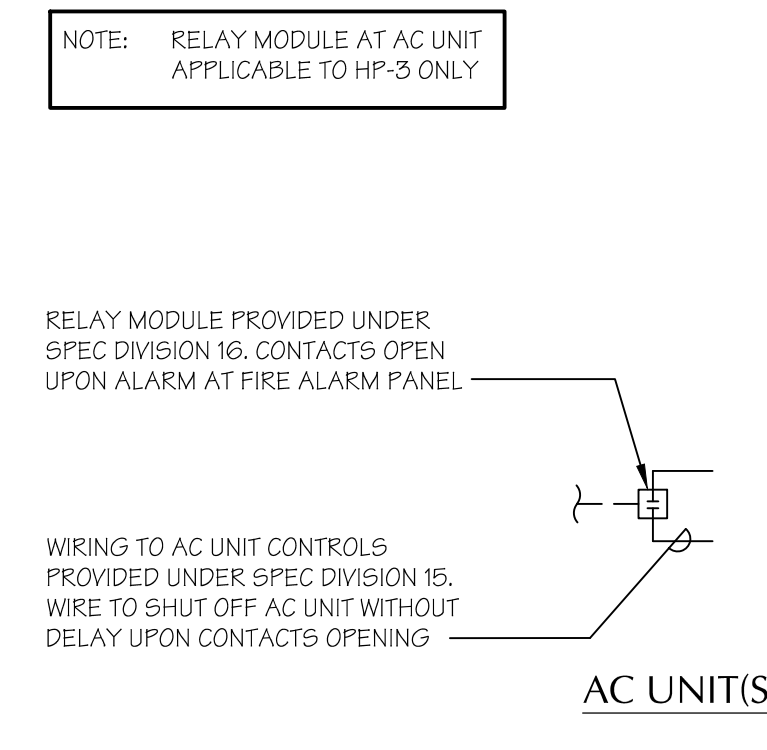 NOTE: RELAY MODULE AT AC UNIT
APPLICABLE TO HP-3 ONLY
RELAY MODULE PROVIDED UNDER
SPEC DIVISION 16. CONTACTS OPEN
UPON ALARM AT FIRE ALARM PANEL
WIRING TO AC UNIT CONTROLS
PROVIDED UNDER SPEC DIVISION 15.
WIRE TO SHUT OFF AC UNIT WITHOUT
DELAY UPON CONTACTS OPENING
AC UNIT(S